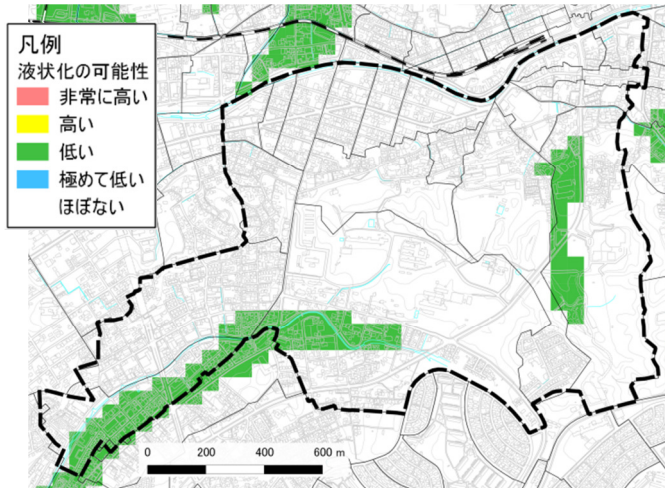 凡例
液状化の可能性
非常に高い
高い
低い
極めて低い
ほぼない
0 200 400 600 m